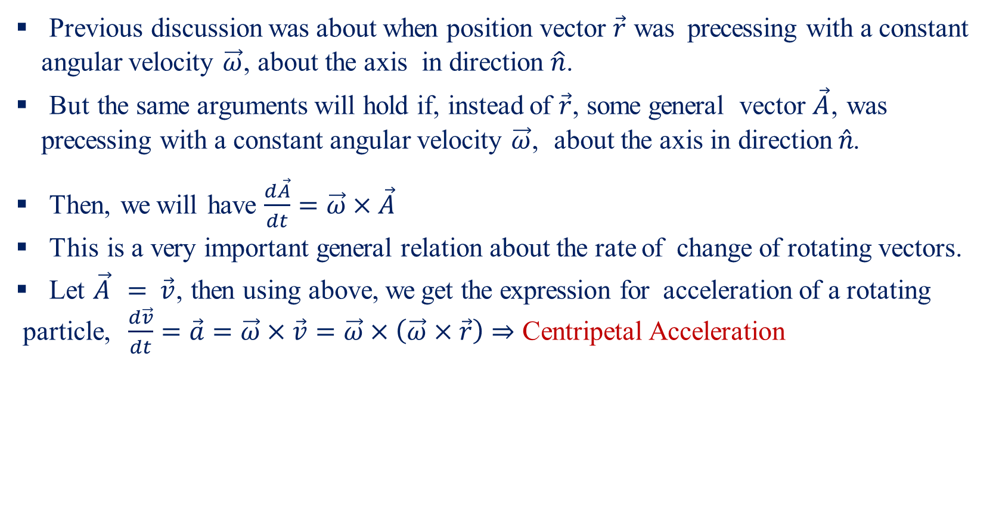 ▪ Previous discussion was about when position vector $\vec{r}$ was precessing with a constant
angular velocity $\vec{\omega}$, about the axis in direction $\hat{n}$.
▪ But the same arguments will hold if, instead of $\vec{r}$, some general vector $\vec{A}$, was
precessing with a constant angular velocity $\vec{\omega}$, about the axis in direction $\hat{n}$.
▪ Then, we will have $\frac{d\vec{A}}{dt} = \vec{\omega} \times \vec{A}$
▪ This is a very important general relation about the rate of change of rotating vectors.
▪ Let $\vec{A} = \vec{v}$, then using above, we get the expression for acceleration of a rotating
particle, $\frac{d\vec{v}}{dt} = \vec{a} = \vec{\omega} \times \vec{v} = \vec{\omega} \times (\vec{\omega} \times \vec{r}) \Rightarrow$ Centripetal Acceleration